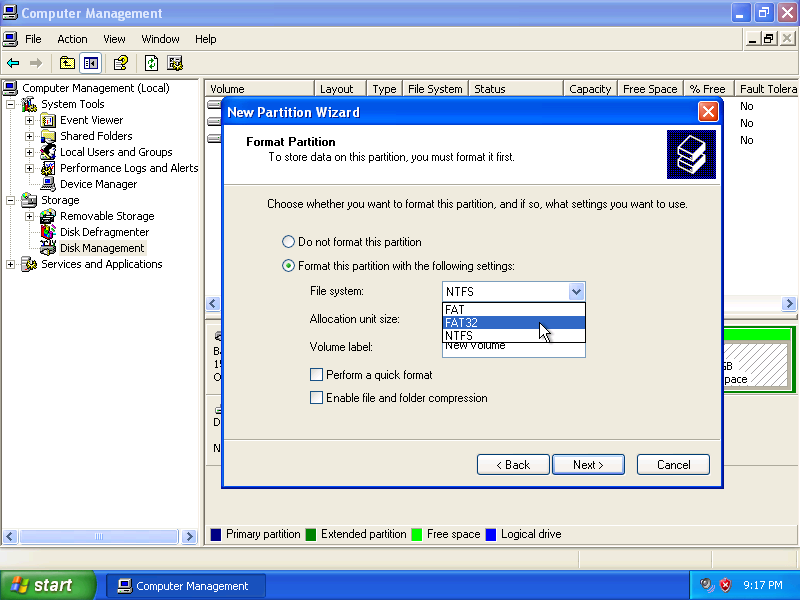 Computer Management
File Action View Window Help
Computer Management (Local)
System Tools
Event Viewer
Shared Folders
Local Users and Groups
Performance Logs and Alerts
Device Manager
Storage
Removable Storage
Disk Defragmenter
Disk Management
Services and Applications
Volume Layout Type File System Status Capacity Free Space % Free Fault Tolera
No
No
No
New Partition Wizard
Format Partition
To store data on this partition, you must format it first.
Choose whether you want to format this partition, and if so, what settings you want to use.
Do not format this partition
Format this partition with the following settings:
File system: NTFS
FAT
FAT32
NTFS
Allocation unit size:
Volume label: New Volume
Perform a quick format
Enable file and folder compression
< Back Next > Cancel
Ba
15
O
D
N
GB
pace
Primary partition Extended partition Free space Logical drive
start Computer Management 9:17 PM